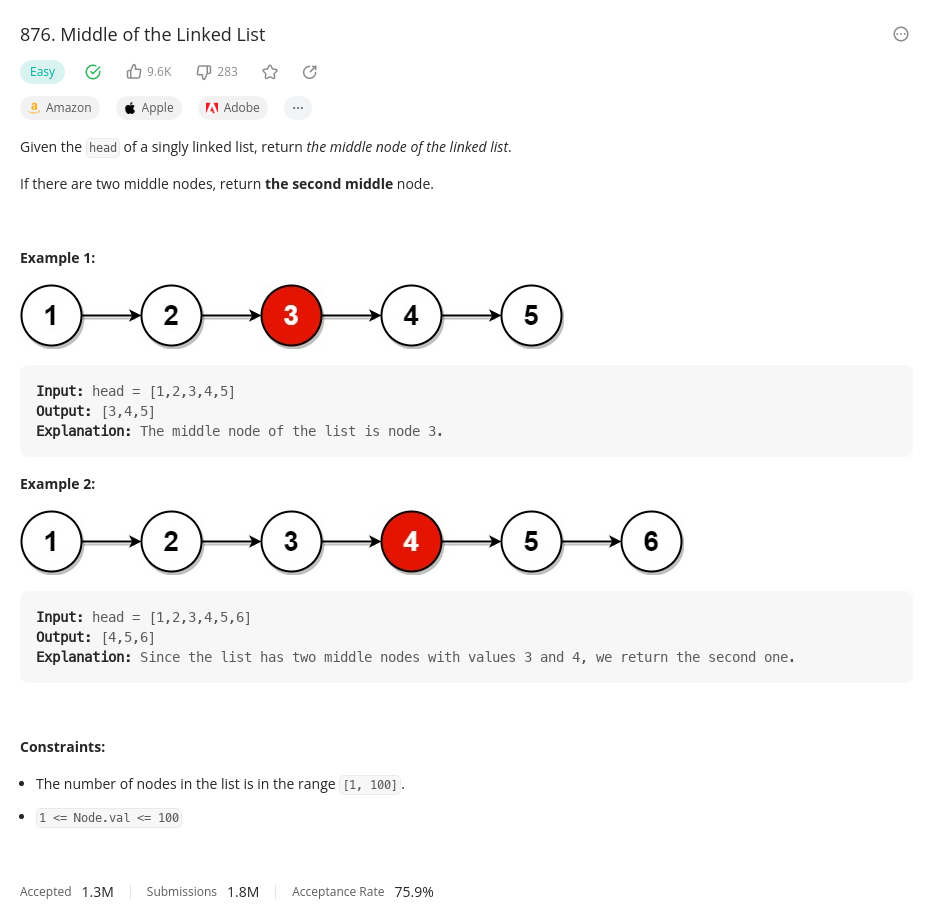 876. Middle of the Linked List
Easy 9.6K 283
Amazon Apple Adobe ...
Given the head of a singly linked list, return the middle node of the linked list.
If there are two middle nodes, return the second middle node.
Example 1:
1 2 3 4 5
Input: head = [1,2,3,4,5]
Output: [3,4,5]
Explanation: The middle node of the list is node 3.
Example 2:
1 2 3 4 5 6
Input: head = [1,2,3,4,5,6]
Output: [4,5,6]
Explanation: Since the list has two middle nodes with values 3 and 4, we return the second one.
Constraints:
• The number of nodes in the list is in the range [1, 100].
• 1 <= Node.val <= 100
Accepted 1.3M Submissions 1.8M Acceptance Rate 75.9%